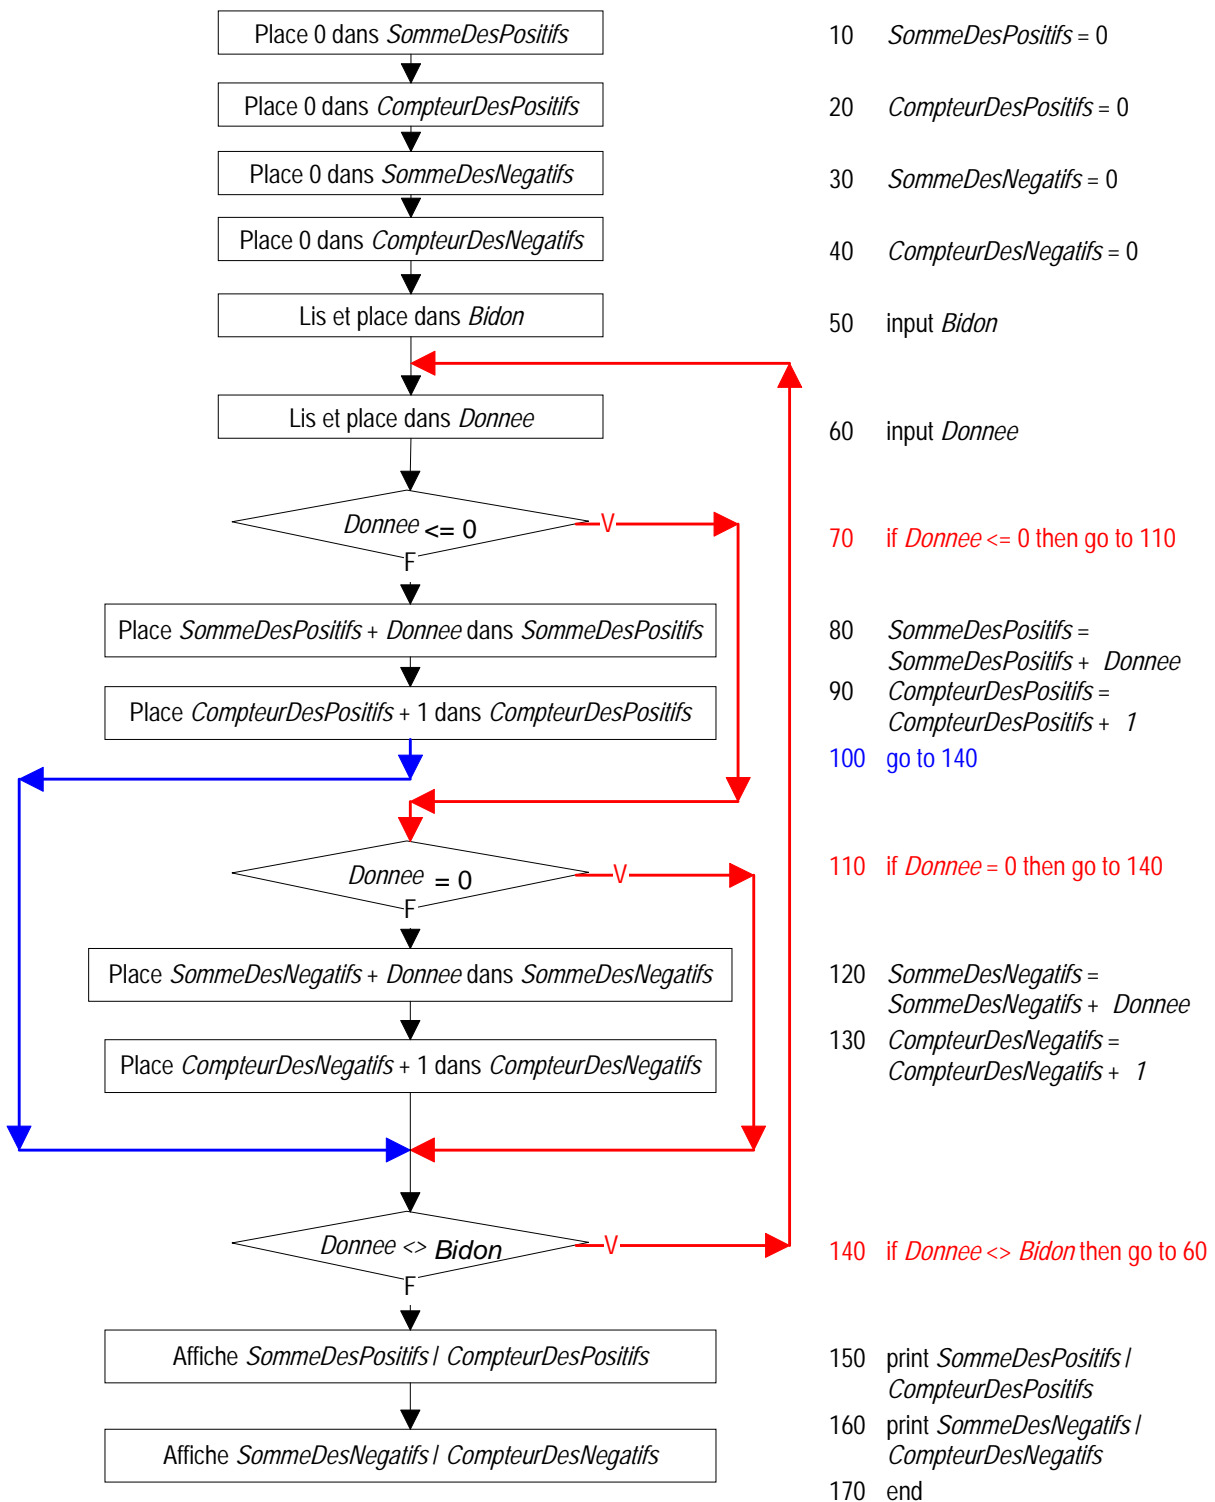 Place 0 dans SommeDesPositifs
10 SommeDesPositifs = 0
Place 0 dans CompteurDesPositifs
20 CompteurDesPositifs = 0
Place 0 dans SommeDesNegatifs
30 SommeDesNegatifs = 0
Place 0 dans CompteurDesNegatifs
40 CompteurDesNegatifs = 0
Lis et place dans Bidon
50 input Bidon
Lis et place dans Donnee
60 input Donnee
Donnee <= 0
V
F
70 if Donnee <= 0 then go to 110
Place SommeDesPositifs + Donnee dans SommeDesPositifs
80 SommeDesPositifs =
SommeDesPositifs + Donnee
Place CompteurDesPositifs + 1 dans CompteurDesPositifs
90 CompteurDesPositifs =
CompteurDesPositifs + 1
100 go to 140
Donnee = 0
V
F
110 if Donnee = 0 then go to 140
Place SommeDesNegatifs + Donnee dans SommeDesNegatifs
120 SommeDesNegatifs =
SommeDesNegatifs + Donnee
Place CompteurDesNegatifs + 1 dans CompteurDesNegatifs
130 CompteurDesNegatifs =
CompteurDesNegatifs + 1
Donnee <> Bidon
V
F
140 if Donnee <> Bidon then go to 60
Affiche SommeDesPositifs / CompteurDesPositifs
150 print SommeDesPositifs /
CompteurDesPositifs
Affiche SommeDesNegatifs / CompteurDesNegatifs
160 print SommeDesNegatifs /
CompteurDesNegatifs
170 end